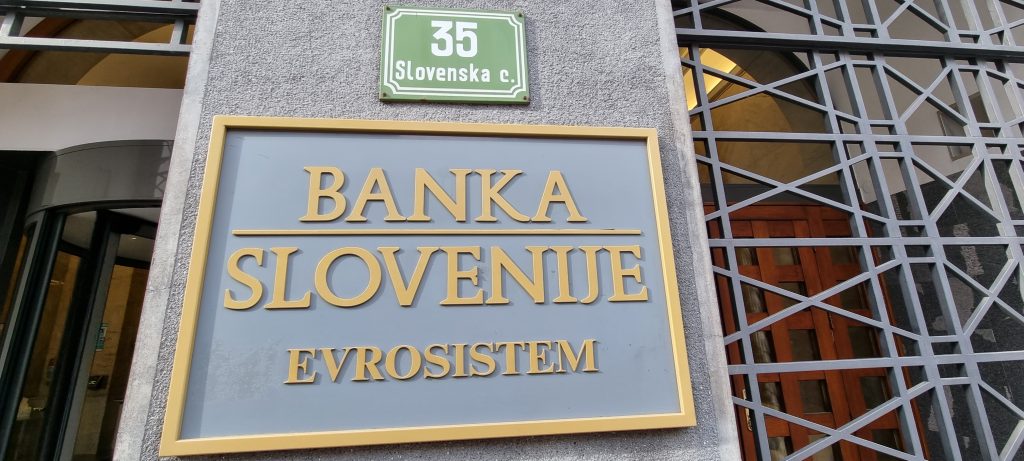 35
Slovenska c.
BANKA
SLOVENIJE
EVROSISTEM